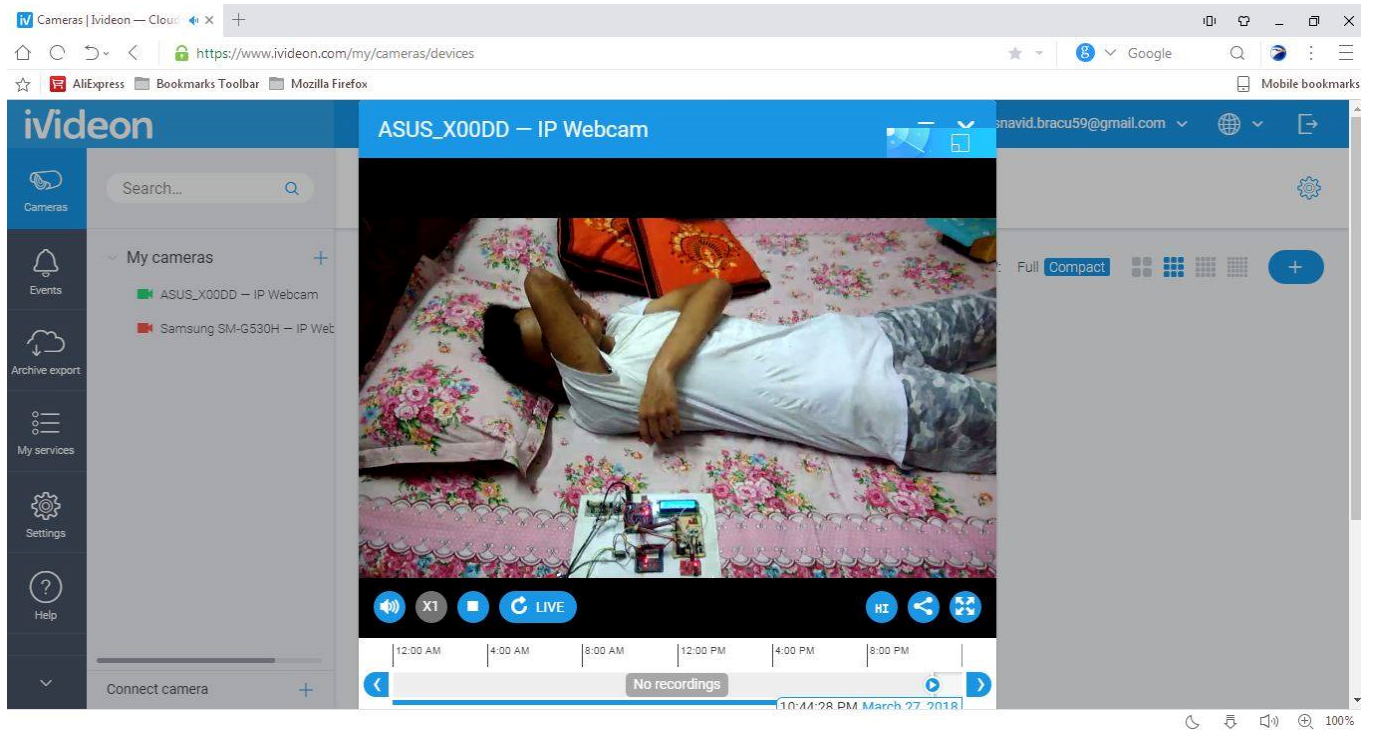 Cameras | Ivideon — Cloud
https://www.ivideon.com/my/cameras/devices
Google
AliExpress
Bookmarks Toolbar
Mozilla Firefox
Mobile bookmarks
iVideon
ASUS_X00DD — IP Webcam
snavid.bracu59@gmail.com
Cameras
Search...
Events
My cameras
ASUS_X00DD — IP Webcam
Samsung SM-G530H — IP Web
Full Compact
Archive export
My services
Settings
Help
Connect camera
X1
LIVE
HI
12:00 AM 4:00 AM 8:00 AM 12:00 PM 4:00 PM 8:00 PM
No recordings
10:44:28 PM March 27, 2018
100%